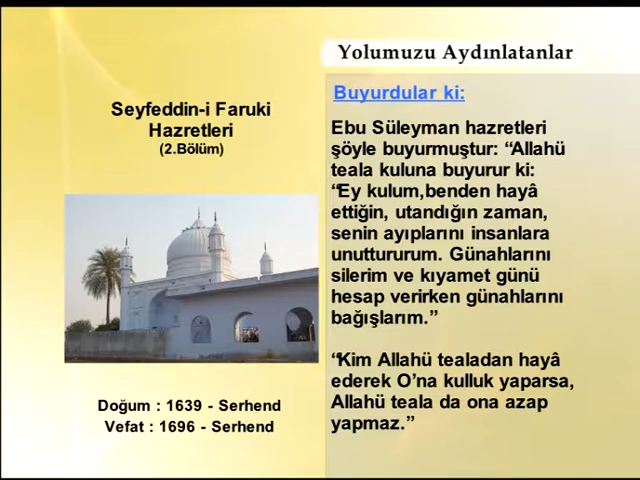 Yolumuzu Aydınlatanlar
Seyfeddin-i Faruki
Hazretleri
(2.Bölüm)
Doğum : 1639 - Serhend
Vefat : 1696 - Serhend
Buyurdular ki:
Ebu Süleyman hazretleri
şöyle buyurmuştur: “Allahü
teala kuluna buyurur ki:
“Ey kulum,benden hayâ
ettiğin, utandığın zaman,
senin ayıplarını insanlara
unuttururum. Günahlarını
silerim ve kıyamet günü
hesap verirken günahlarını
bağışlarım.”
“Kim Allahü tealadan hayâ
ederek O’na kulluk yaparsa,
Allahü teala da ona azap
yapmaz.”